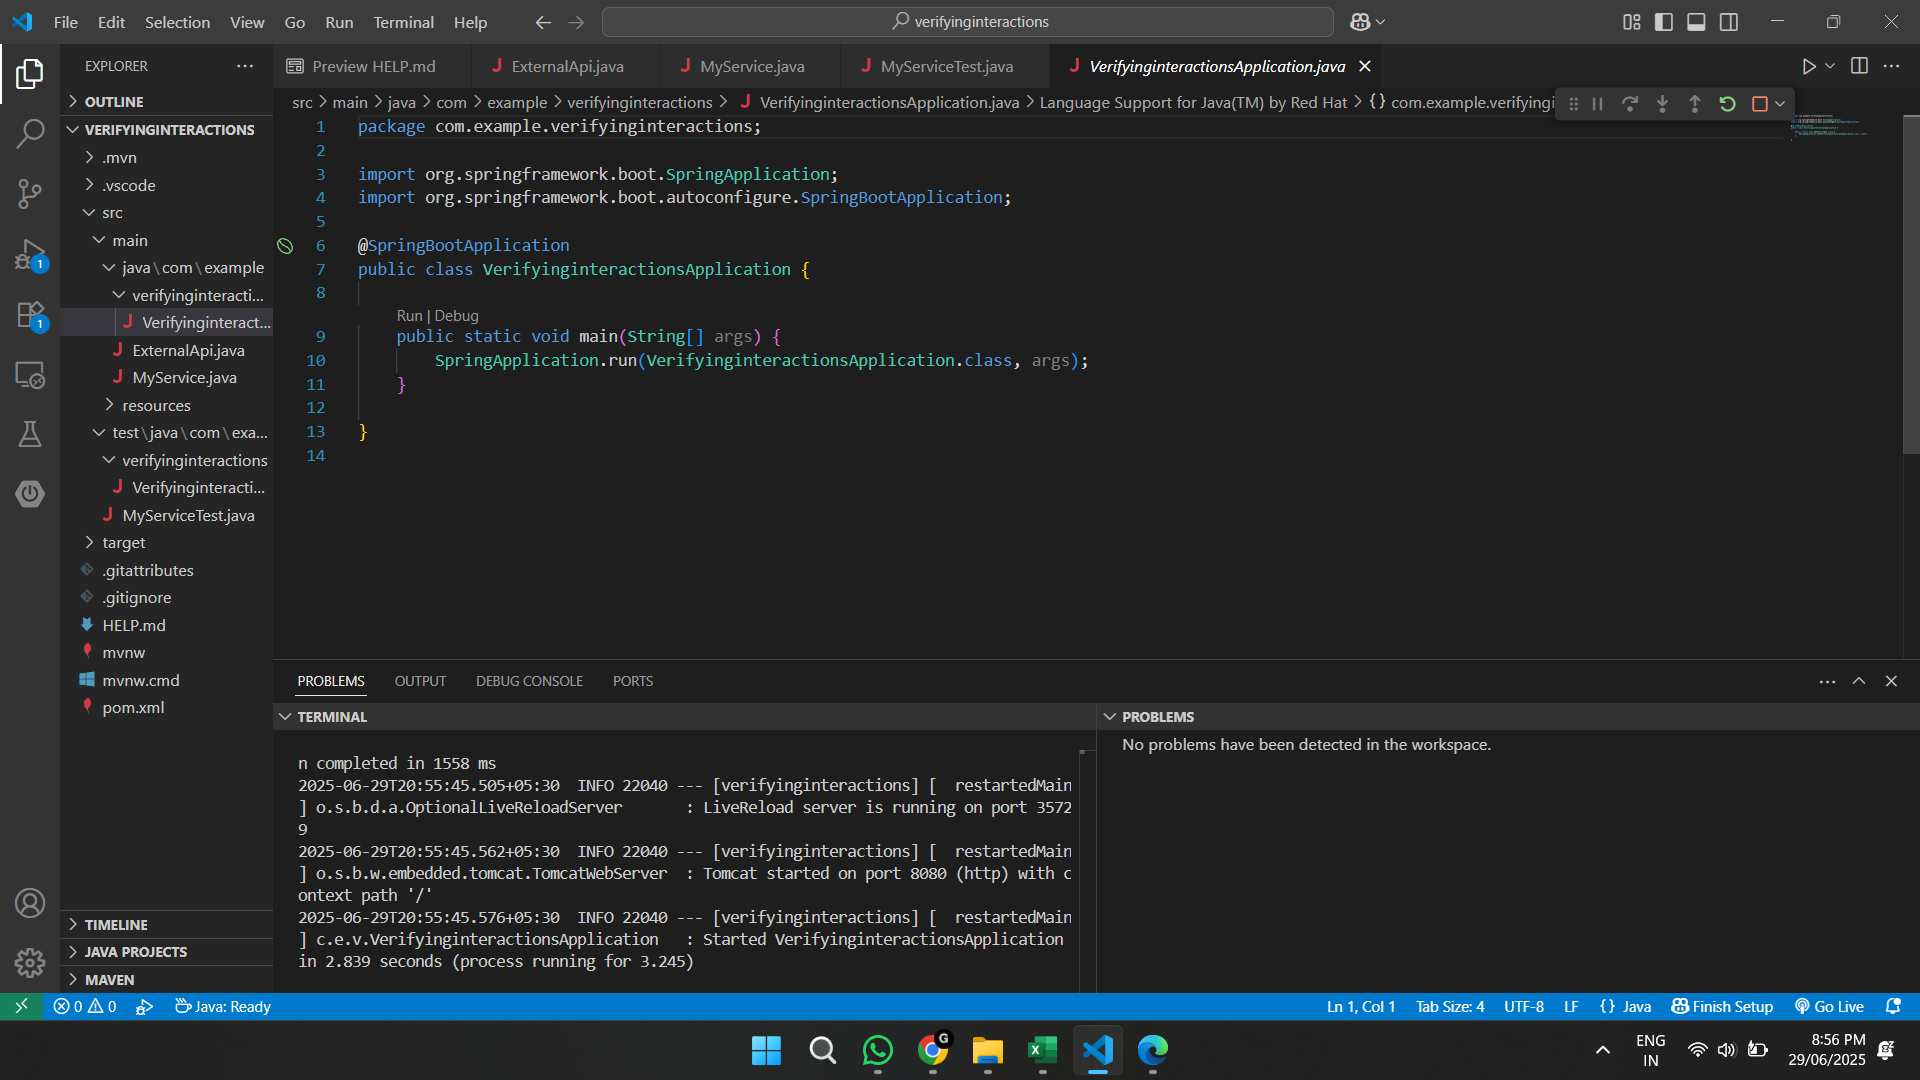 File Edit Selection View Go Run Terminal Help
verifyinginteractions
EXPLORER
OUTLINE
VERIFYINGINTERACTIONS
.mvn
.vscode
src
main
java\com\example
verifyinginteracti...
Verifyinginteract...
ExternalApi.java
MyService.java
resources
test\java\com\exa...
verifyinginteractions
Verifyinginteracti...
MyServiceTest.java
target
.gitattributes
.gitignore
HELP.md
mvnw
mvnw.cmd
pom.xml
TIMELINE
JAVA PROJECTS
MAVEN
1
1
Preview HELP.md
ExternalApi.java
MyService.java
MyServiceTest.java
VerifyinginteractionsApplication.java
src > main > java > com > example > verifyinginteractions > VerifyinginteractionsApplication.java > Language Support for Java(TM) by Red Hat > {} com.example.verifyingi
1 package com.example.verifyinginteractions;
2
3 import org.springframework.boot.SpringApplication;
4 import org.springframework.boot.autoconfigure.SpringBootApplication;
5
6 @SpringBootApplication
7 public class VerifyinginteractionsApplication {
8
Run | Debug
9 public static void main(String[] args) {
10 SpringApplication.run(VerifyinginteractionsApplication.class, args);
11 }
12
13 }
14
PROBLEMS OUTPUT DEBUG CONSOLE PORTS
TERMINAL
n completed in 1558 ms
2025-06-29T20:55:45.505+05:30  INFO 22040 --- [verifyinginteractions] [  restartedMain
] o.s.b.d.a.OptionalLiveReloadServer       : LiveReload server is running on port 3572
9
2025-06-29T20:55:45.562+05:30  INFO 22040 --- [verifyinginteractions] [  restartedMain
] o.s.b.w.embedded.tomcat.TomcatWebServer  : Tomcat started on port 8080 (http) with c
ontext path '/'
2025-06-29T20:55:45.576+05:30  INFO 22040 --- [verifyinginteractions] [  restartedMain
] c.e.v.VerifyinginteractionsApplication   : Started VerifyinginteractionsApplication
in 2.839 seconds (process running for 3.245)
PROBLEMS
No problems have been detected in the workspace.
0 0 Java: Ready
Ln 1, Col 1 Tab Size: 4 UTF-8 LF {} Java Finish Setup Go Live
G
ENG
IN
8:56 PM
29/06/2025